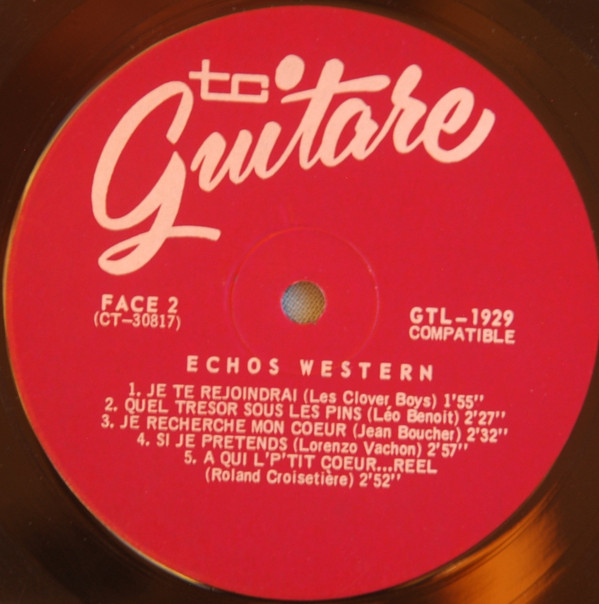 tc
Guitare
FACE 2
(CT-30817)
GTL-1929
COMPATIBLE
ECHOS WESTERN
1. JE TE REJOINDRAI (Les Clover Boys) 1'55"
2. QUEL TRESOR SOUS LES PINS (Léo Benoit) 2'27"
3. JE RECHERCHE MON COEUR (Jean Boucher) 2'32"
4. SI JE PRETENDS (Lorenzo Vachon) 2'57"
5. A QUI L'P'TIT COEUR...REEL
(Roland Croisetière) 2'52"